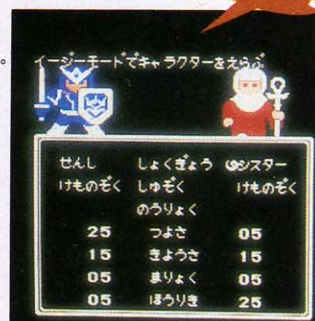 イージーモードでキャラクターをえらぶ
せんし しょくぎょう シスター
けものぞく しゅぞく けものぞく
のうりょく
25 つよさ 05
15 きようさ 15
05 まりょく 05
05 ほうりき 25